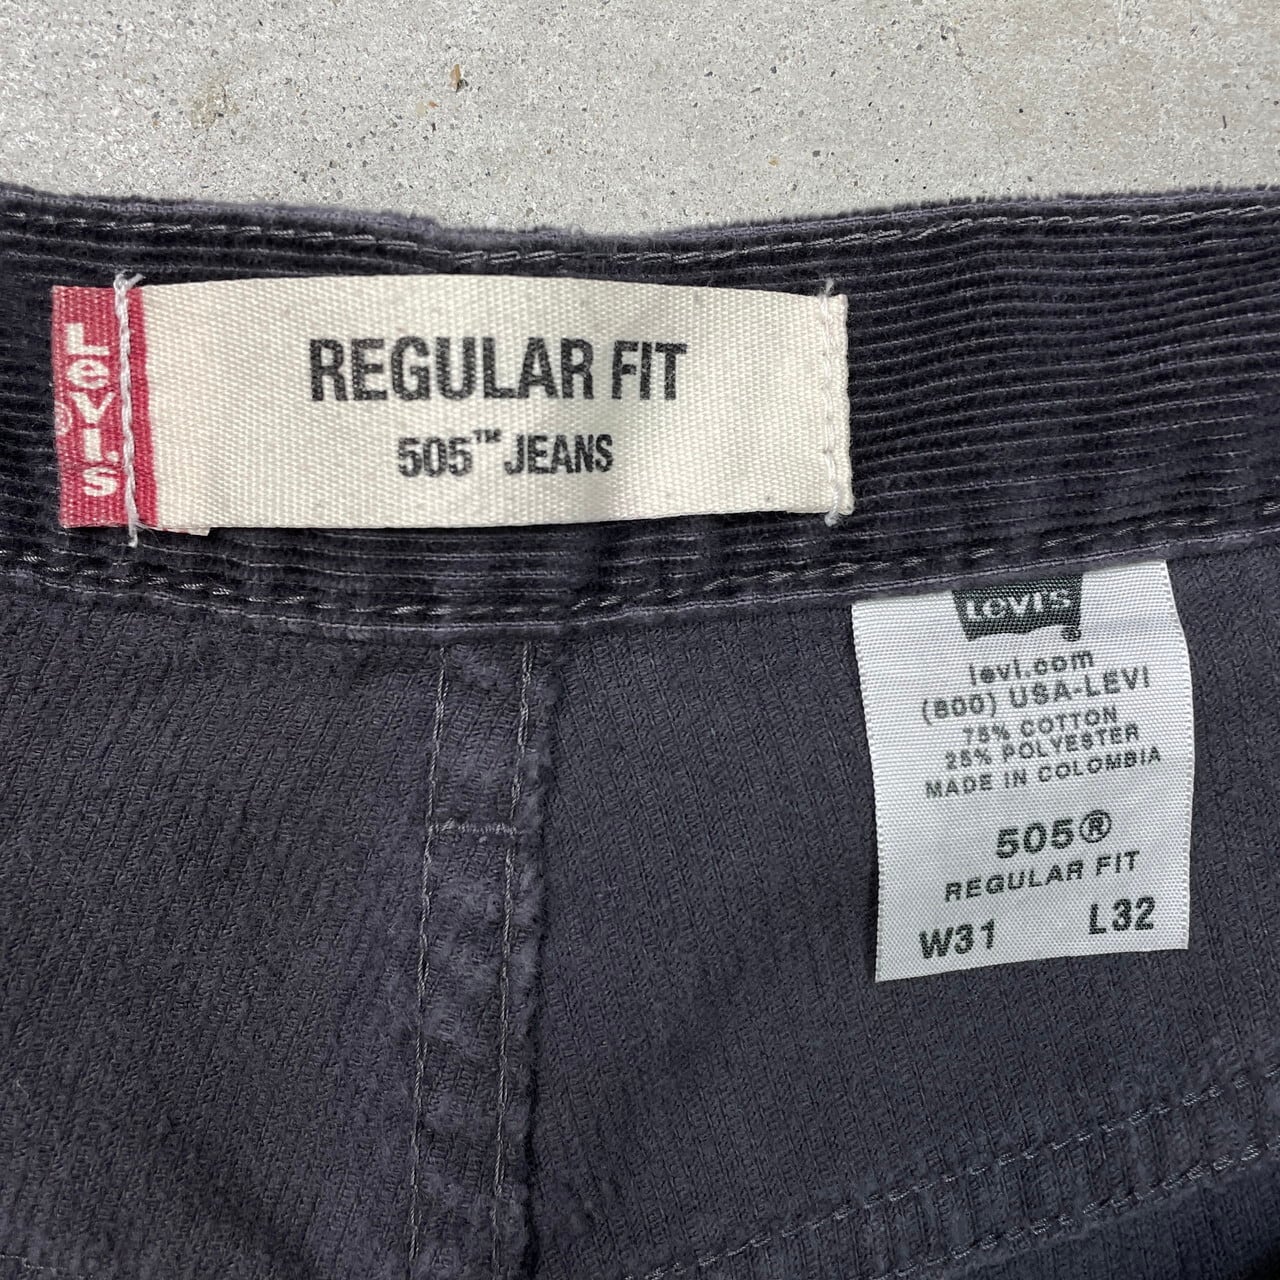 LEVI'S®
REGULAR FIT
505™ JEANS
LEVI'S®
levi.com
(800) USA-LEVI
75% COTTON
25% POLYESTER
MADE IN COLOMBIA
505®
REGULAR FIT
W31 L32